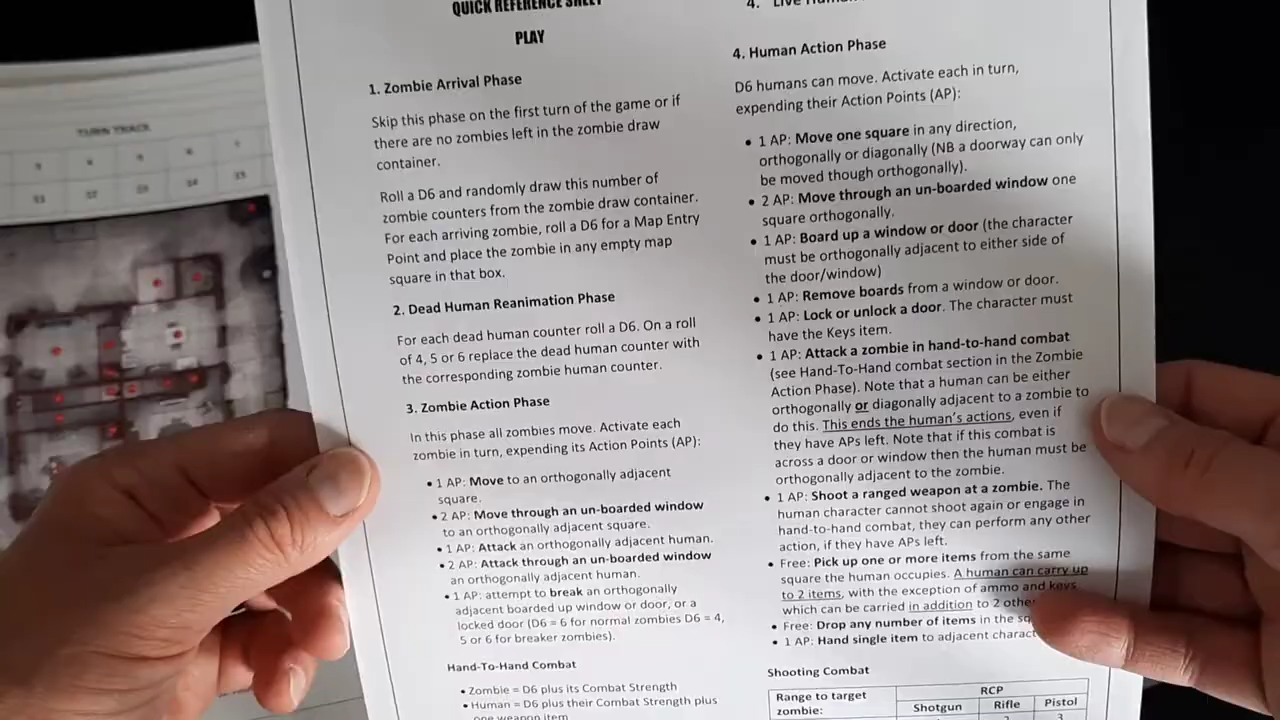 QUICK REFERENCE SHEET
PLAY
1. Zombie Arrival Phase
Skip this phase on the first turn of the game or if
there are no zombies left in the zombie draw
container.
Roll a D6 and randomly draw this number of
zombie counters from the zombie draw container.
For each arriving zombie, roll a D6 for a Map Entry
Point and place the zombie in any empty map
square in that box.
2. Dead Human Reanimation Phase
For each dead human counter roll a D6. On a roll
of 4, 5 or 6 replace the dead human counter with
the corresponding zombie human counter.
3. Zombie Action Phase
In this phase all zombies move. Activate each
zombie in turn, expending its Action Points (AP):
• 1 AP: Move to an orthogonally adjacent
square.
• 2 AP: Move through an un-boarded window
to an orthogonally adjacent square.
• 1 AP: Attack an orthogonally adjacent human.
• 2 AP: Attack through an un-boarded window
an orthogonally adjacent human.
• 1 AP: attempt to break an orthogonally
adjacent boarded up window or door, or a
locked door (D6 = 6 for normal zombies D6 = 4,
5 or 6 for breaker zombies).
Hand-To-Hand Combat
• Zombie = D6 plus its Combat Strength
• Human = D6 plus their Combat Strength plus
one weapon item
4. Live
4. Human Action Phase
D6 humans can move. Activate each in turn,
expending their Action Points (AP):
• 1 AP: Move one square in any direction,
orthogonally or diagonally (NB a doorway can only
be moved though orthogonally).
• 2 AP: Move through an un-boarded window one
square orthogonally.
• 1 AP: Board up a window or door (the character
must be orthogonally adjacent to either side of
the door/window)
• 1 AP: Remove boards from a window or door.
• 1 AP: Lock or unlock a door. The character must
have the Keys item.
• 1 AP: Attack a zombie in hand-to-hand combat
(see Hand-To-Hand combat section in the Zombie
Action Phase). Note that a human can be either
orthogonally or diagonally adjacent to a zombie to
do this. This ends the human's actions, even if
they have APs left. Note that if this combat is
across a door or window then the human must be
orthogonally adjacent to the zombie.
• 1 AP: Shoot a ranged weapon at a zombie. The
human character cannot shoot again or engage in
hand-to-hand combat, they can perform any other
action, if they have APs left.
• Free: Pick up one or more items from the same
square the human occupies. A human can carry up
to 2 items, with the exception of ammo and keys
which can be carried in addition to 2
• Free: Drop any number of items in the
• 1 AP: Hand single item to adjacent
Shooting Combat
Range to target
zombie:
RCP
Shotgun Rifle Pistol
TURN TRACK